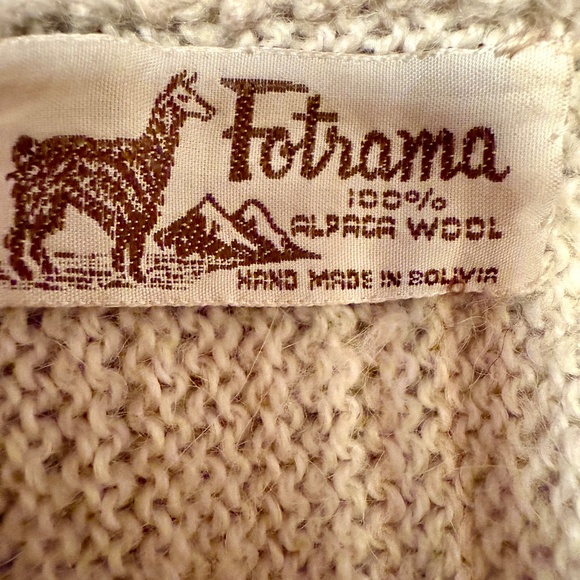 Fotrama
100%
ALPACA WOOL
HAND MADE IN BOLIVIA